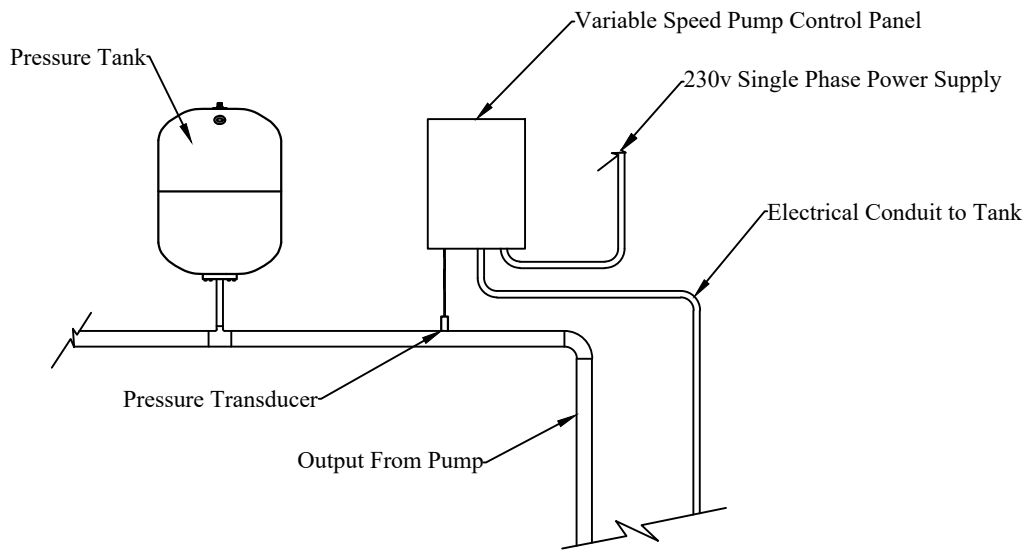 Variable Speed Pump Control Panel
Pressure Tank
230v Single Phase Power Supply
Electrical Conduit to Tank
Pressure Transducer
Output From Pump